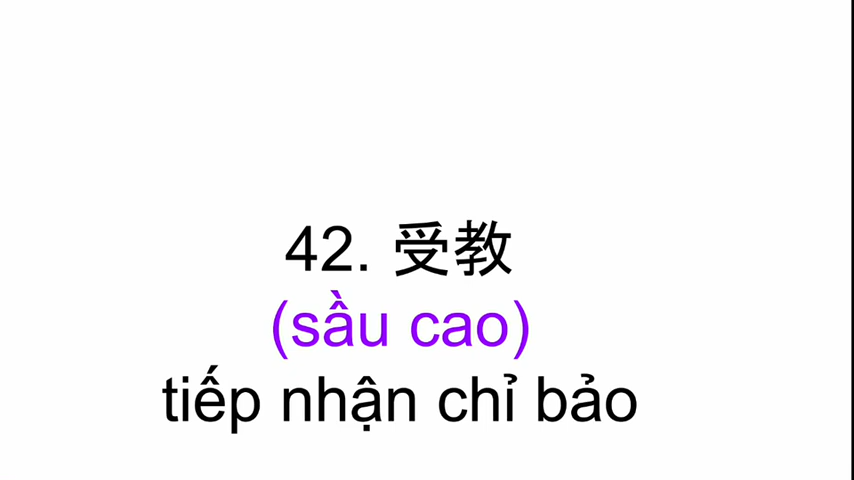 42. 受教
(sầu cao)
tiếp nhận chỉ bảo